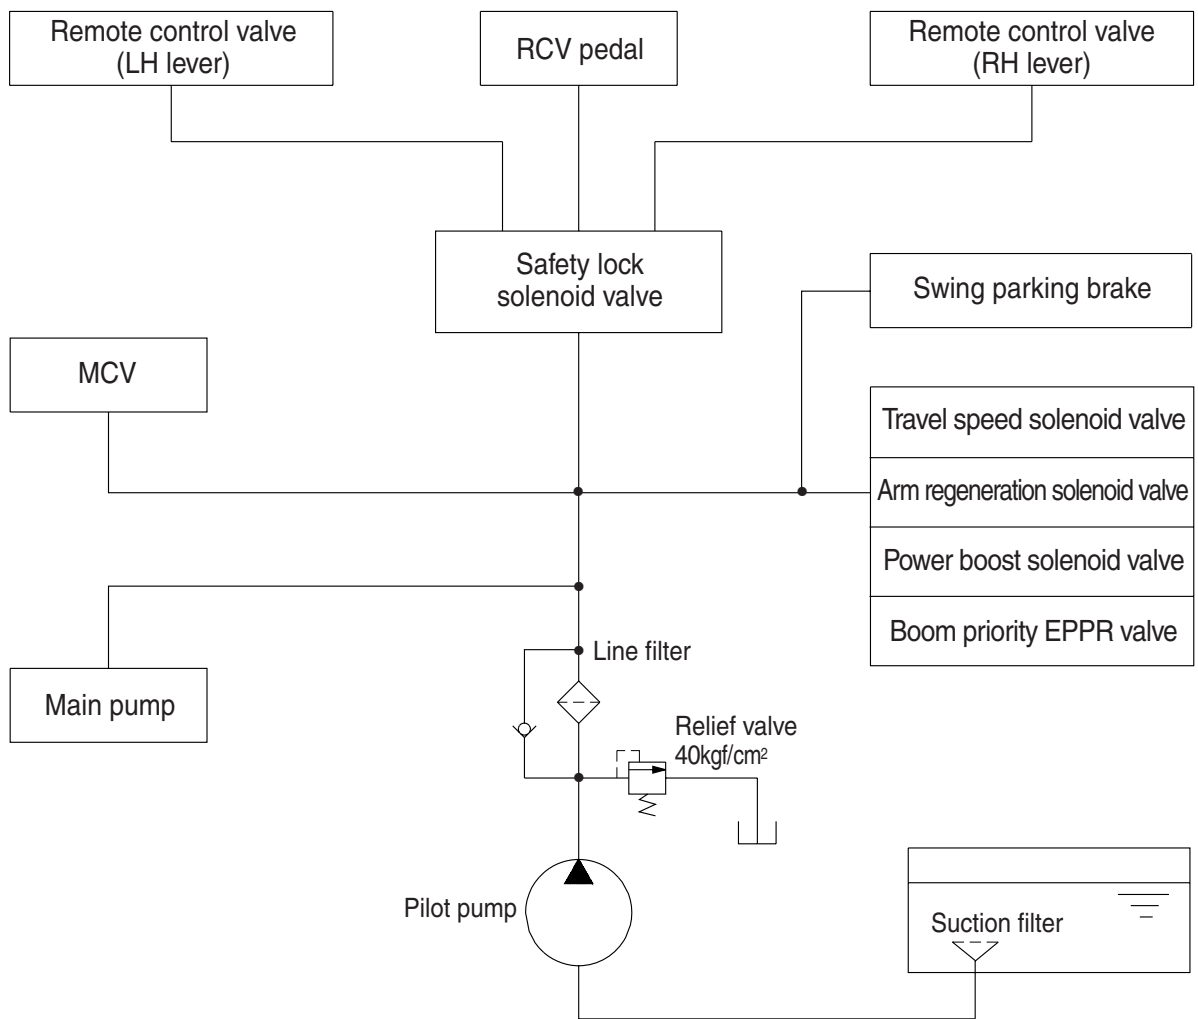 Remote control valve
(LH lever)
RCV pedal
Remote control valve
(RH lever)
Safety lock
solenoid valve
Swing parking brake
MCV
Travel speed solenoid valve
Arm regeneration solenoid valve
Power boost solenoid valve
Boom priority EPPR valve
Line filter
Main pump
Relief valve
40kgf/cm²
Pilot pump
Suction filter